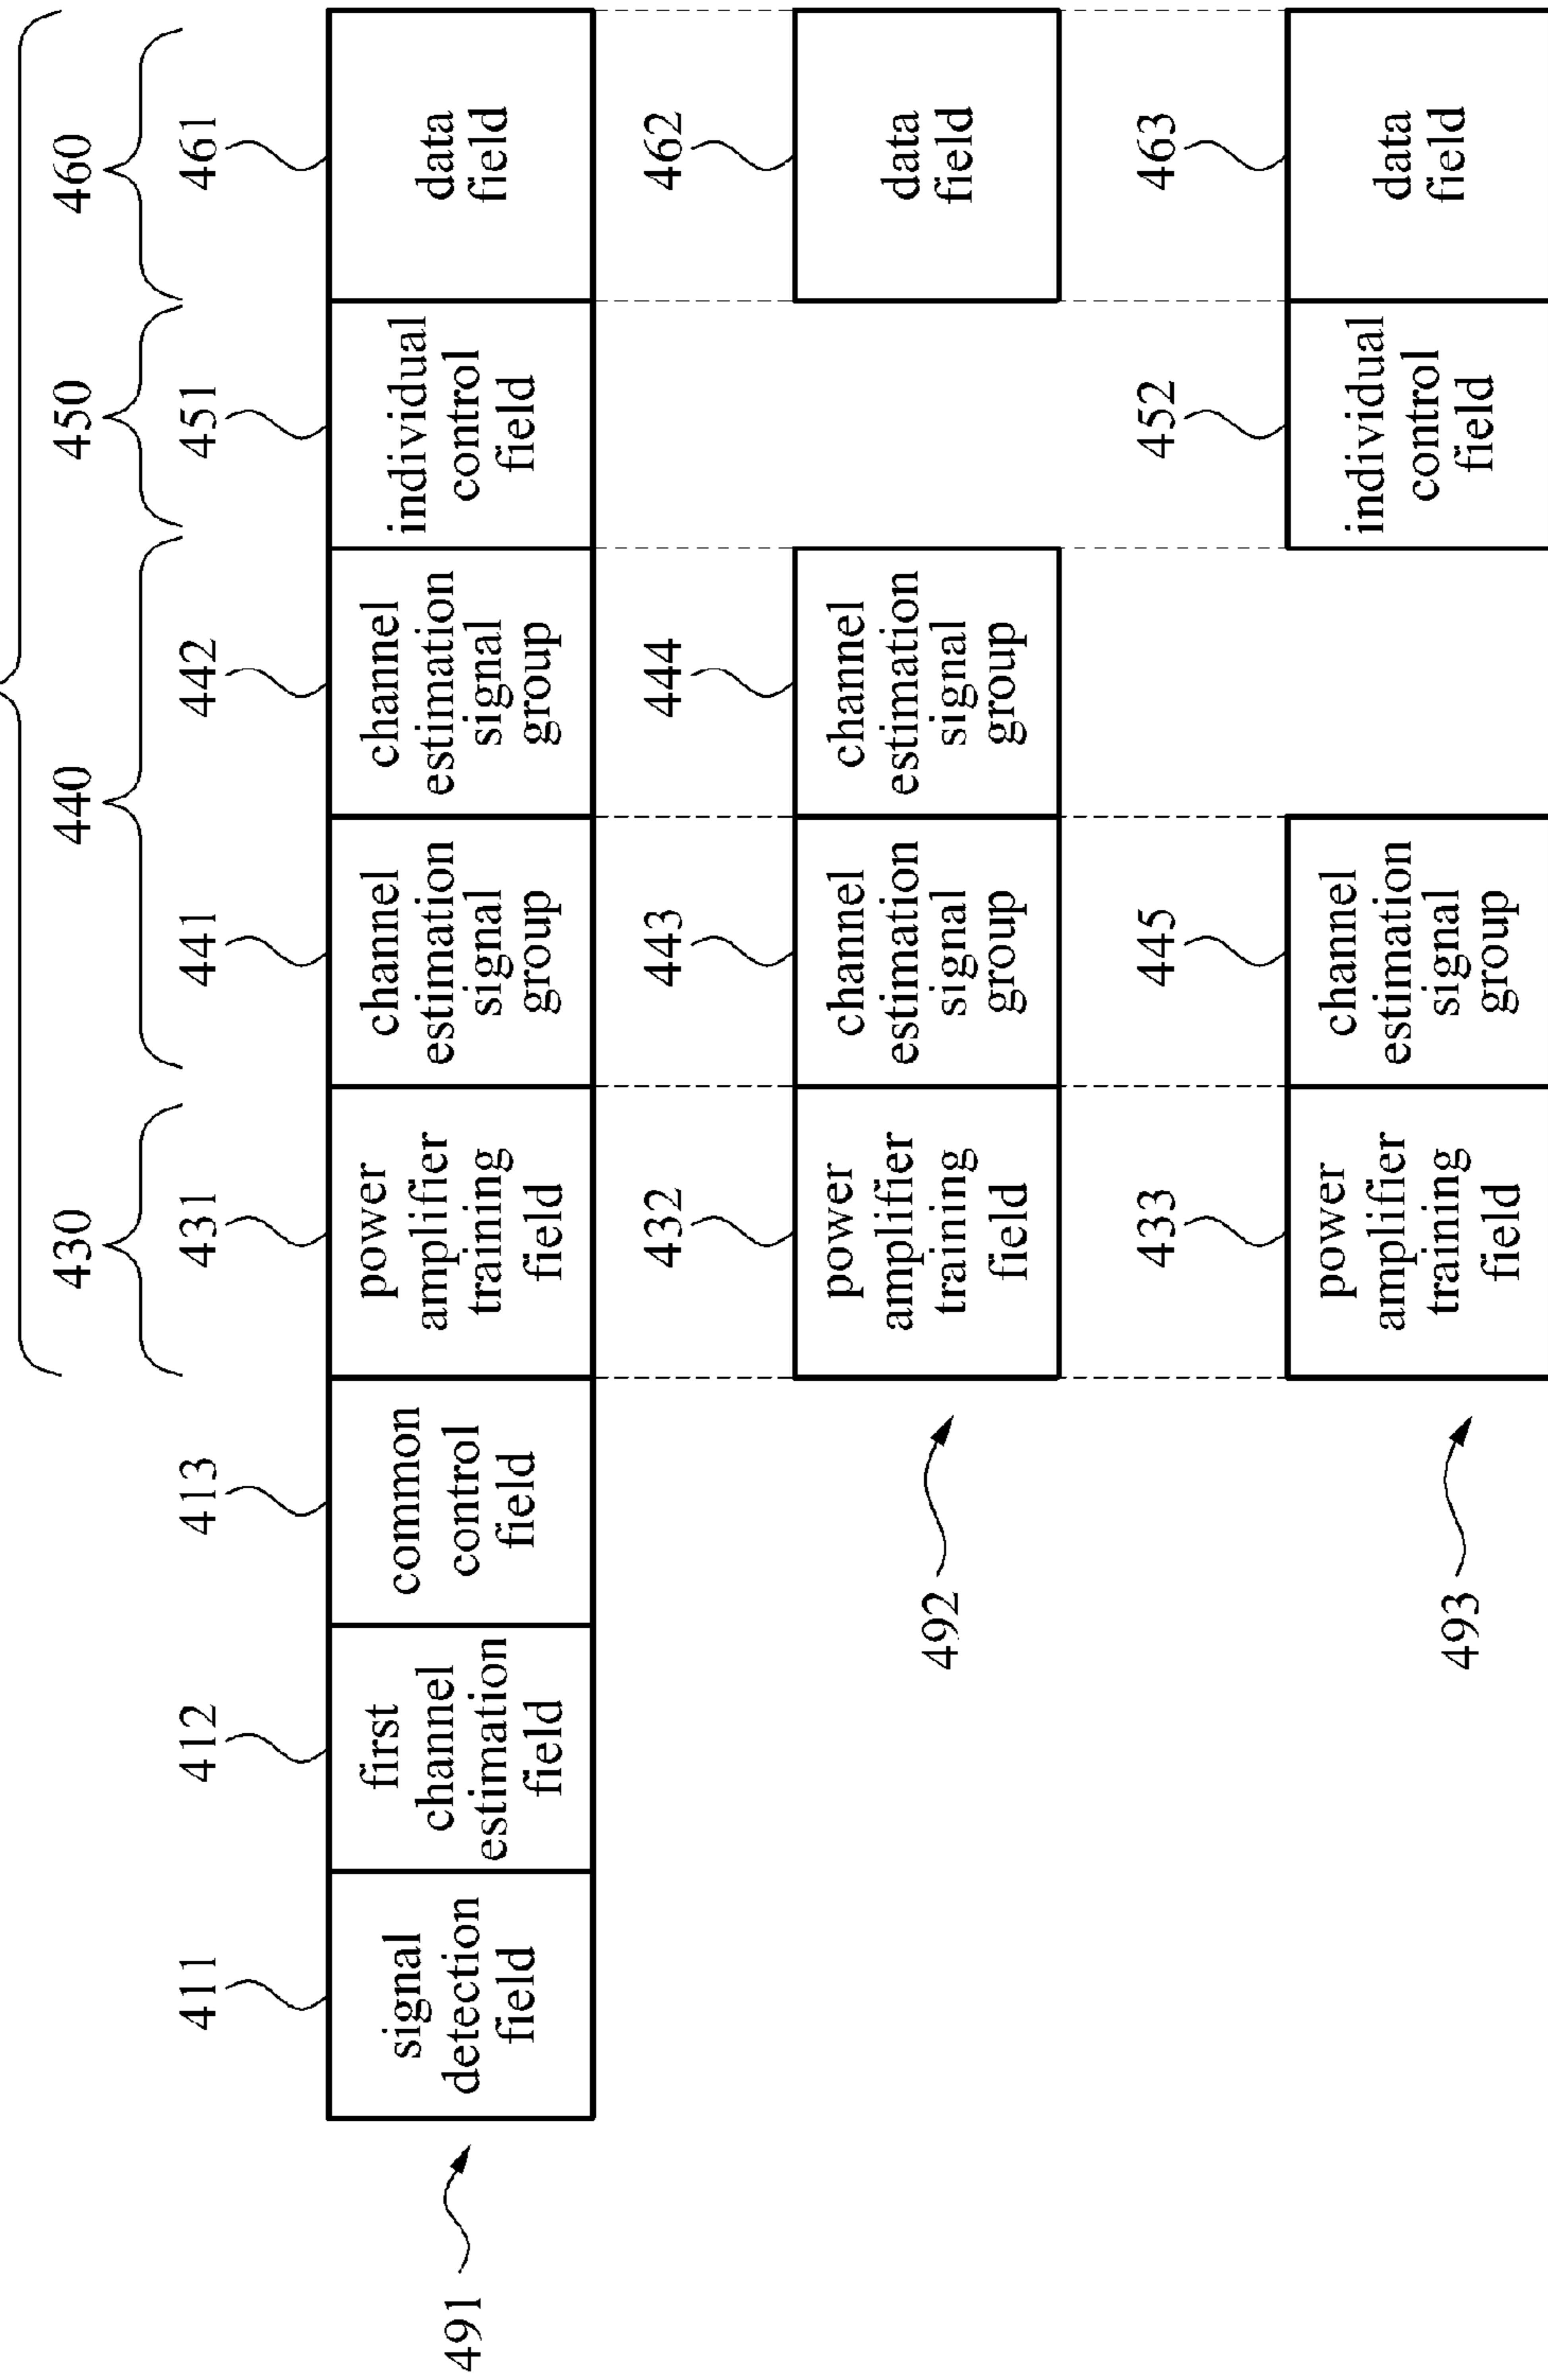 430
440
450
460
411
412
413
431
441
442
451
461
491
signal
detection
field
first
channel
estimation
field
common
control
field
power
amplifier
training
field
channel
estimation
signal
group
channel
estimation
signal
group
individual
control
field
data
field
432
443
444
462
492
power
amplifier
training
field
channel
estimation
signal
group
channel
estimation
signal
group
data
field
433
445
452
463
493
power
amplifier
training
field
channel
estimation
signal
group
individual
control
field
data
field